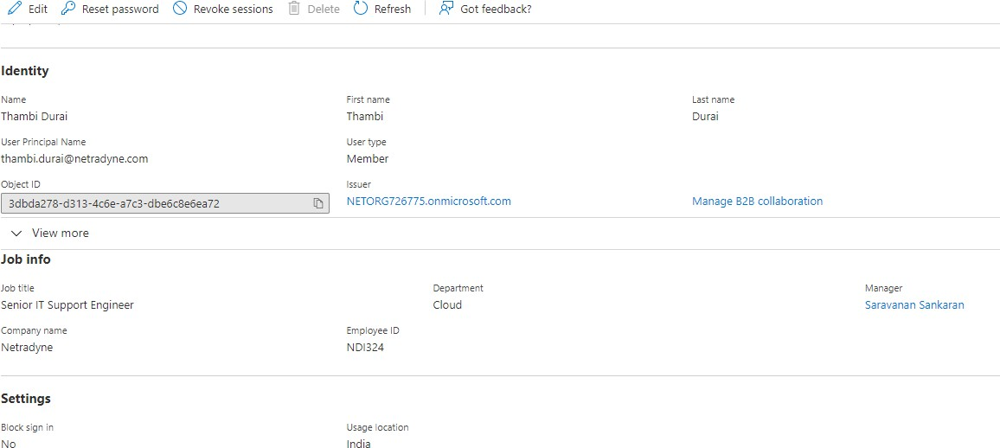 Edit Reset password Revoke sessions Delete Refresh Got feedback?
Identity
Name First name Last name
Thambi Durai Thambi Durai
User Principal Name User type
thambi.durai@netradyne.com Member
Object ID Issuer
3dbda278-d313-4c6e-a7c3-dbe6c8e6ea72 NETORG726775.onmicrosoft.com Manage B2B collaboration
View more
Job info
Job title Department Manager
Senior IT Support Engineer Cloud Saravanan Sankaran
Company name Employee ID
Netradyne NDI324
Settings
Block sign in Usage location
No India